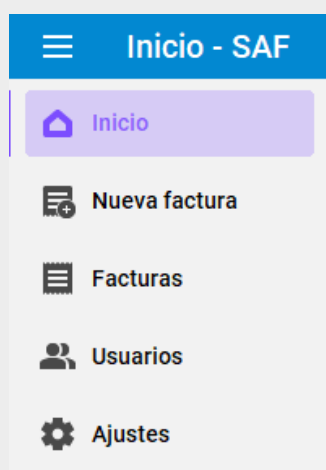 Inicio - SAF
Inicio
Nueva factura
Facturas
Usuarios
Ajustes